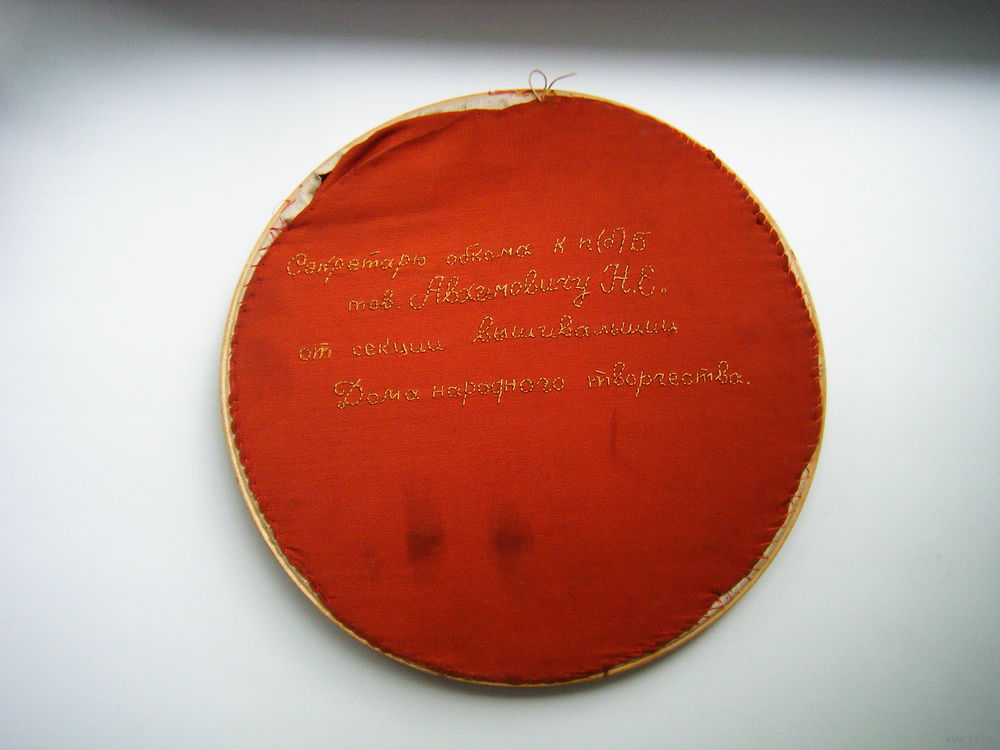 Секретарю обкома К п(б)Б
тов. Авхимовичу Н.Е.
от секции вышивальщиц
Дома народного творчества.